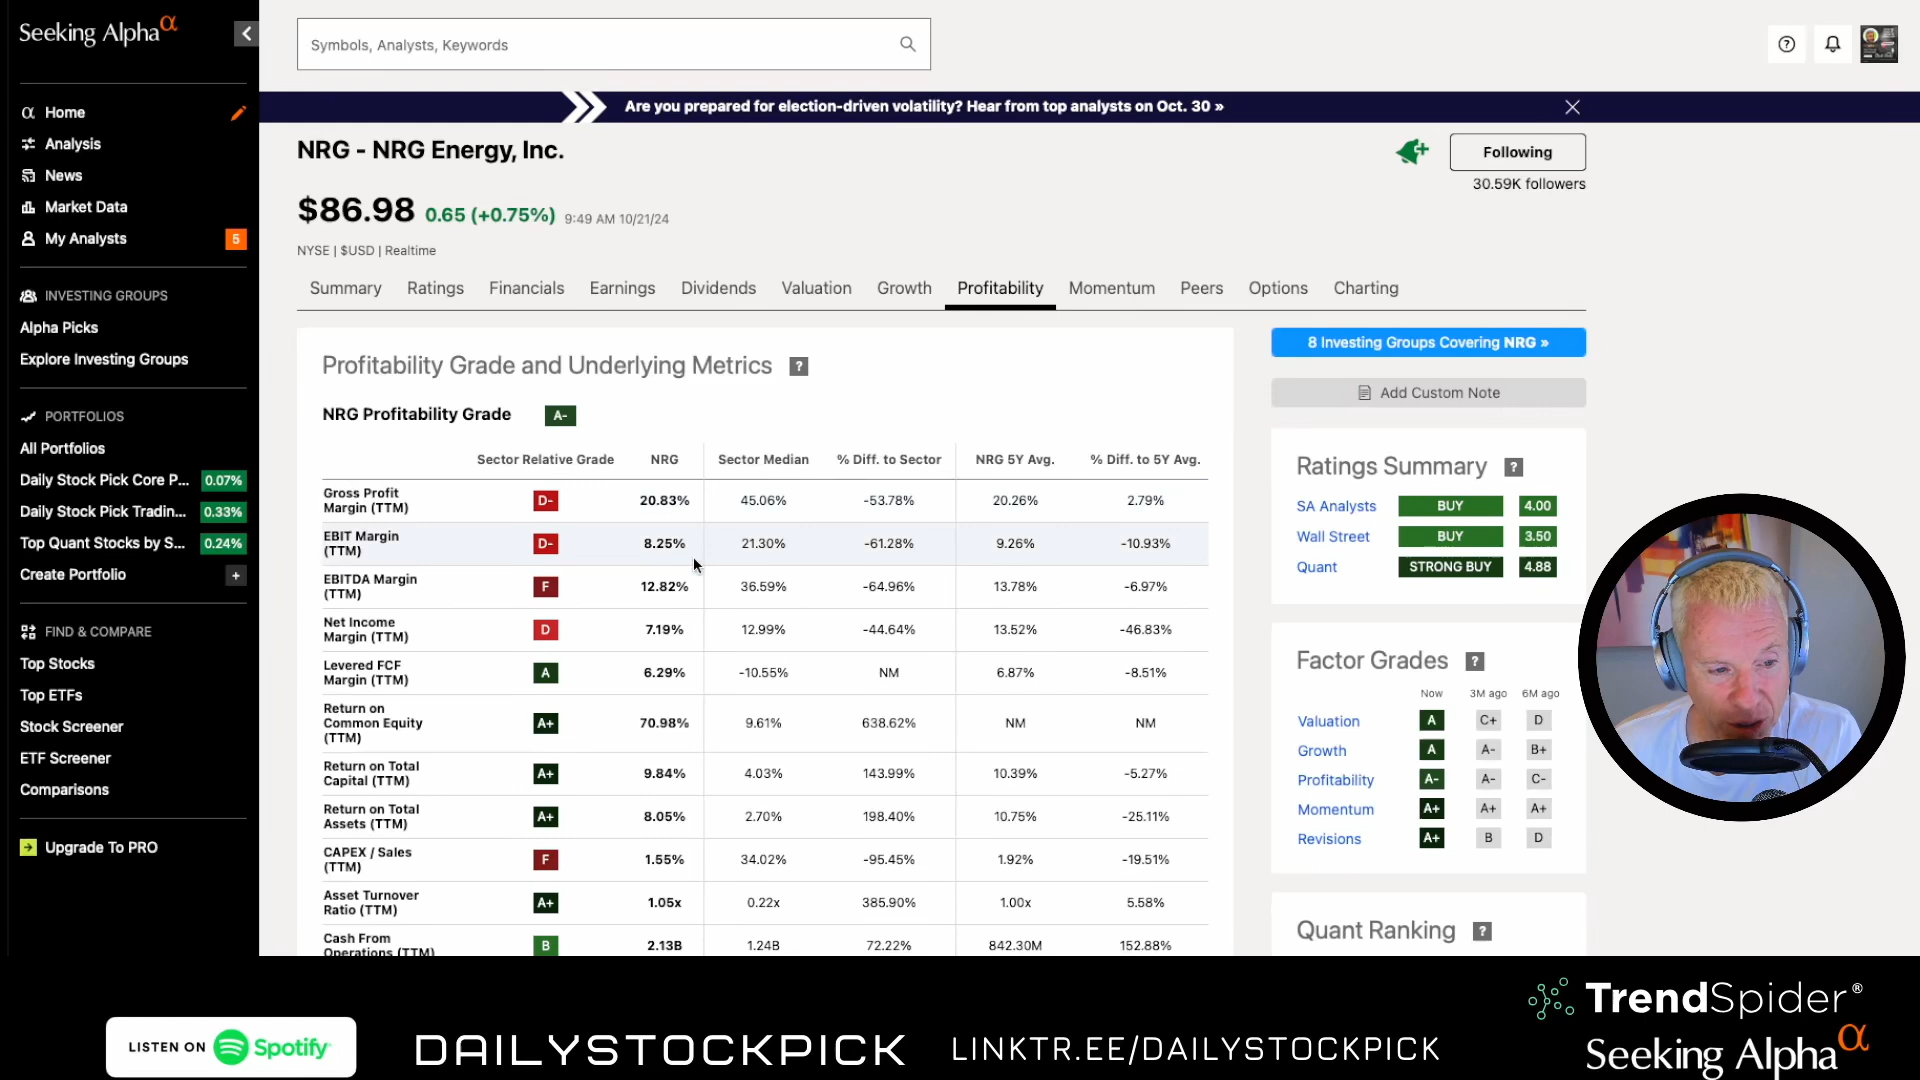 Seeking Alpha α
Symbols, Analysts, Keywords
Are you prepared for election-driven volatility? Hear from top analysts on Oct. 30 »
Home
Analysis
News
Market Data
My Analysts 5
INVESTING GROUPS
Alpha Picks
Explore Investing Groups
PORTFOLIOS
All Portfolios
Daily Stock Pick Core P... 0.07%
Daily Stock Pick Tradin... 0.33%
Top Quant Stocks by S... 0.24%
Create Portfolio +
FIND & COMPARE
Top Stocks
Top ETFs
Stock Screener
ETF Screener
Comparisons
Upgrade To PRO
NRG - NRG Energy, Inc.
Following
30.59K followers
$86.98 0.65 (+0.75%) 9:49 AM 10/21/24
NYSE | $USD | Realtime
Summary Ratings Financials Earnings Dividends Valuation Growth Profitability Momentum Peers Options Charting
Profitability Grade and Underlying Metrics ?
NRG Profitability Grade A-
Sector Relative Grade NRG Sector Median % Diff. to Sector NRG 5Y Avg. % Diff. to 5Y Avg.
Gross Profit
Margin (TTM) D- 20.83% 45.06% -53.78% 20.26% 2.79%
EBIT Margin
(TTM) D- 8.25% 21.30% -61.28% 9.26% -10.93%
EBITDA Margin
(TTM) F 12.82% 36.59% -64.96% 13.78% -6.97%
Net Income
Margin (TTM) D 7.19% 12.99% -44.64% 13.52% -46.83%
Levered FCF
Margin (TTM) A 6.29% -10.55% NM 6.87% -8.51%
Return on
Common Equity
(TTM) A+ 70.98% 9.61% 638.62% NM NM
Return on Total
Capital (TTM) A+ 9.84% 4.03% 143.99% 10.39% -5.27%
Return on Total
Assets (TTM) A+ 8.05% 2.70% 198.40% 10.75% -25.11%
CAPEX / Sales
(TTM) F 1.55% 34.02% -95.45% 1.92% -19.51%
Asset Turnover
Ratio (TTM) A+ 1.05x 0.22x 385.90% 1.00x 5.58%
Cash From
Operations (TTM) B 2.13B 1.24B 72.22% 842.30M 152.88%
8 Investing Groups Covering NRG »
Add Custom Note
Ratings Summary ?
SA Analysts BUY 4.00
Wall Street BUY 3.50
Quant STRONG BUY 4.88
Factor Grades ?
Now 3M ago 6M ago
Valuation A C+ D
Growth A A- B+
Profitability A- A- C-
Momentum A+ A+ A+
Revisions A+ B D
Quant Ranking ?
LISTEN ON Spotify
DAILYSTOCKPICK
LINKTR.EE/DAILYSTOCKPICK
TrendSpider®
Seeking Alpha α